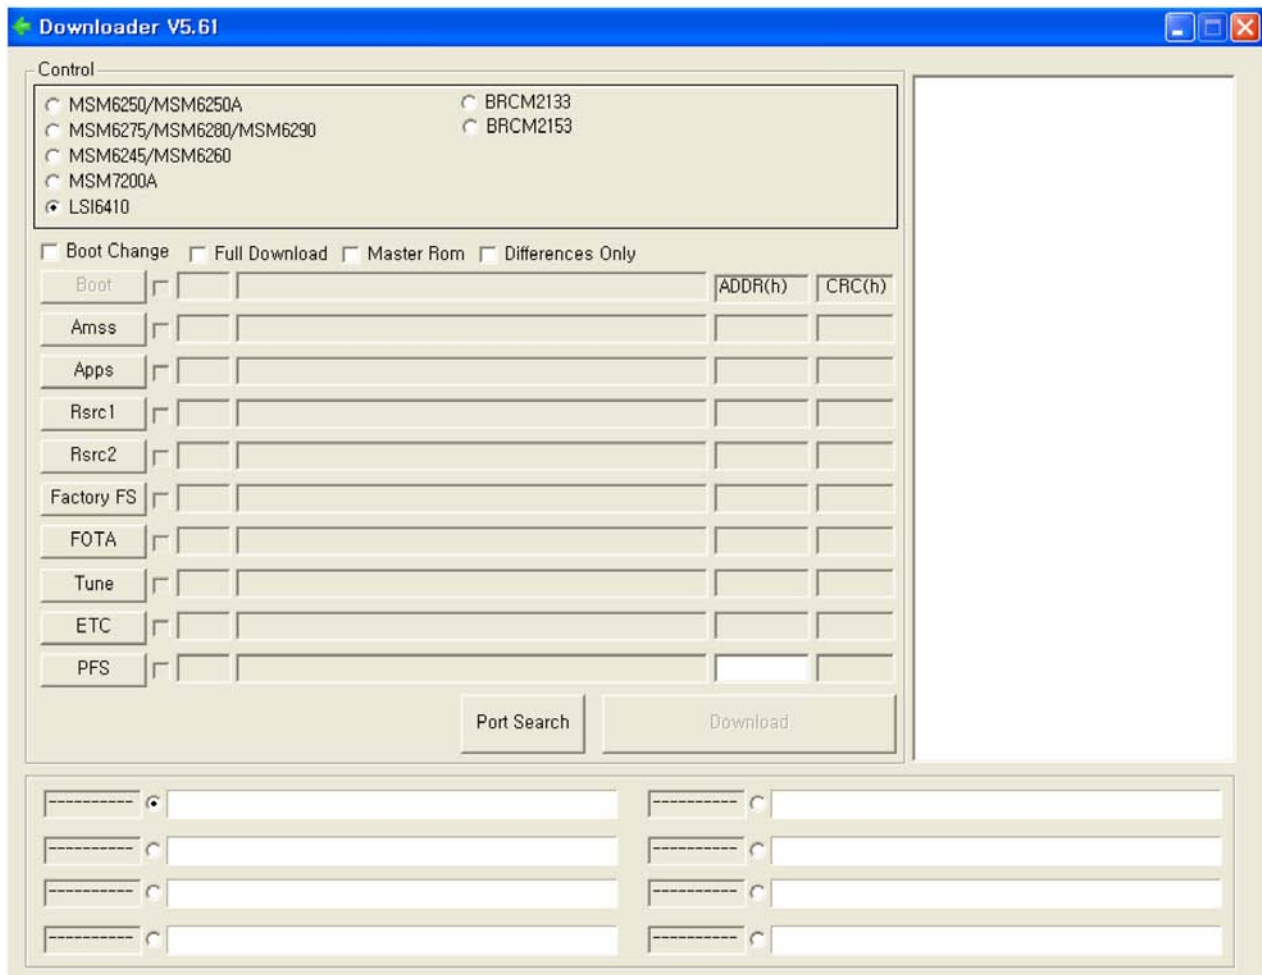 Downloader V5.61
Control
MSM6250/MSM6250A
BRCM2133
MSM6275/MSM6280/MSM6290
BRCM2153
MSM6245/MSM6260
MSM7200A
LSI6410
Boot Change Full Download Master Rom Differences Only
Boot ADDR(h) CRC(h)
Amss
Apps
Rsrc1
Rsrc2
Factory FS
FOTA
Tune
ETC
PFS
Port Search Download
---------- ----------
---------- ----------
---------- ----------
---------- ----------